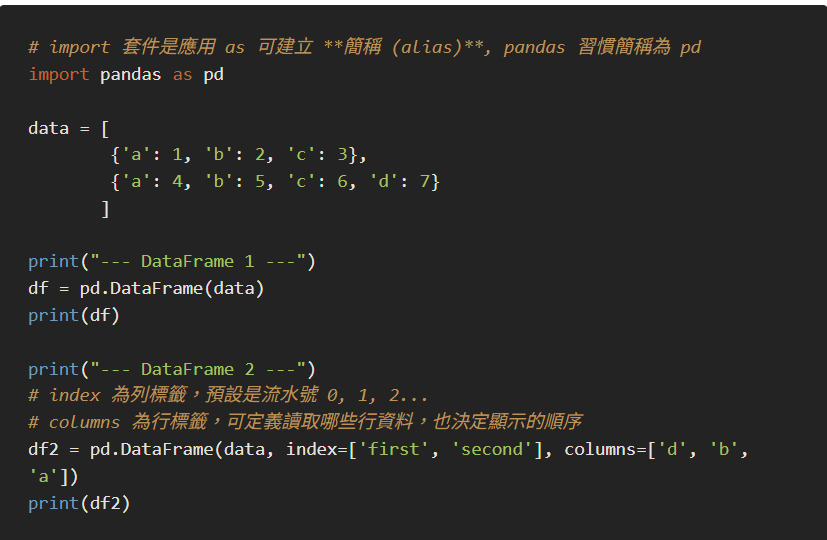 # import 套件是應用 as 可建立 **簡稱 (alias)**, pandas 習慣簡稱為 pd
import pandas as pd
data = [
{'a': 1, 'b': 2, 'c': 3},
{'a': 4, 'b': 5, 'c': 6, 'd': 7}
]
print("--- DataFrame 1 ---")
df = pd.DataFrame(data)
print(df)
print("--- DataFrame 2 ---")
# index 為列標籤，預設是流水號 0, 1, 2...
# columns 為行標籤，可定義讀取哪些行資料，也決定顯示的順序
df2 = pd.DataFrame(data, index=['first', 'second'], columns=['d', 'b',
'a'])
print(df2)